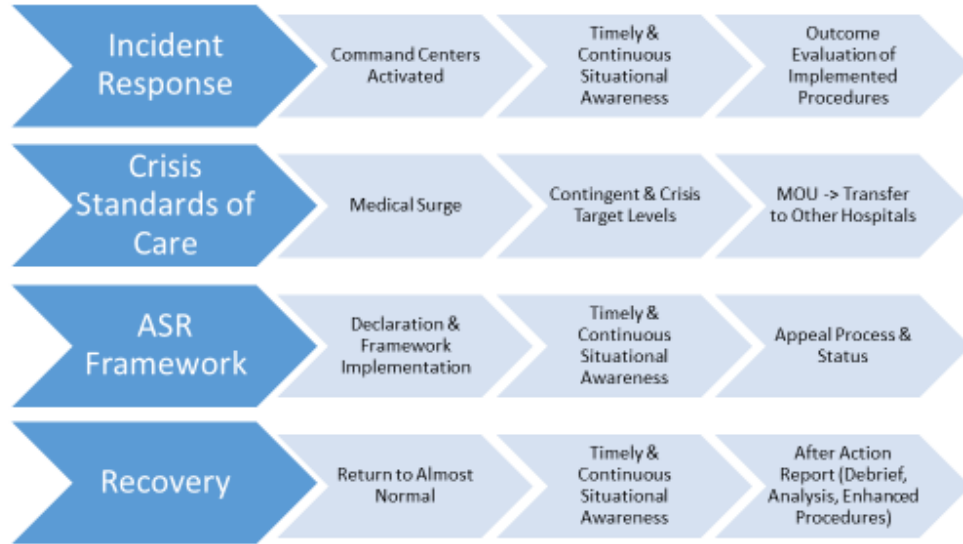 Incident
Response
Command Centers
Activated
Timely &
Continuous
Situational
Awareness
Outcome
Evaluation of
Implemented
Procedures
Crisis
Standards of
Care
Medical Surge
Contingent & Crisis
Target Levels
MOU -> Transfer
to Other Hospitals
ASR
Framework
Declaration &
Framework
Implementation
Timely &
Continuous
Situational
Awareness
Appeal Process &
Status
Recovery
Return to Almost
Normal
Timely &
Continuous
Situational
Awareness
After Action
Report (Debrief,
Analysis, Enhanced
Procedures)